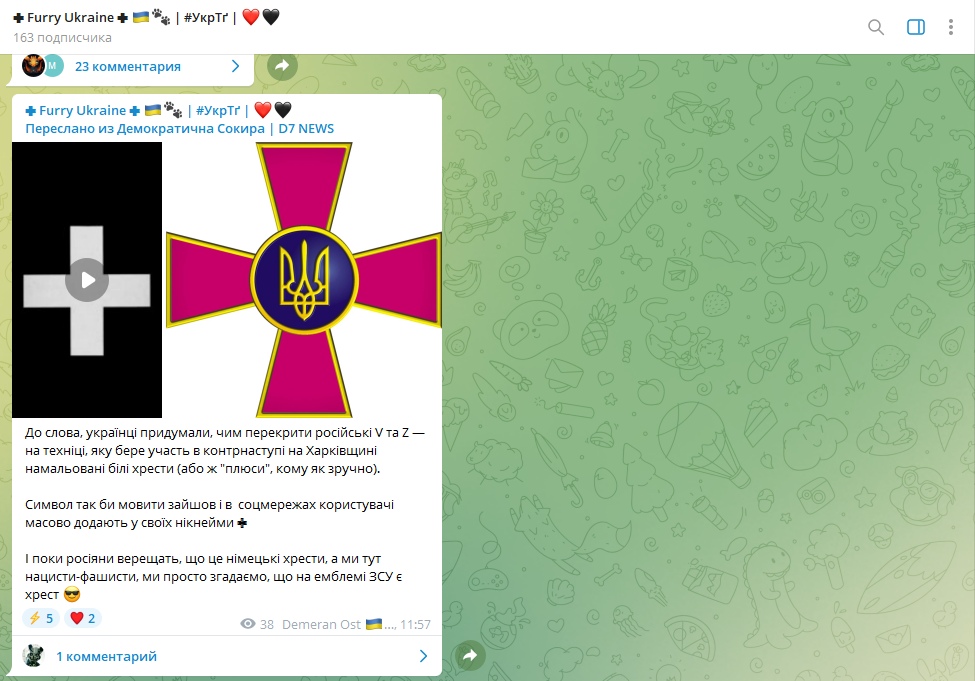 ✚ Furry Ukraine ✚ 🇺🇦🐾 | #УкрТґ | ❤️🖤
163 подписчика
M
23 комментария
✚ Furry Ukraine ✚ 🇺🇦🐾 | #УкрТґ | ❤️🖤
Переслано из Демократична Сокира | D7 NEWS
До слова, українці придумали, чим перекрити російські V та Z —
на техніці, яку бере участь в контрнаступі на Харківщині
намальовані білі хрести (або ж "плюси", кому як зручно).
Символ так би мовити зайшов і в соцмережах користувачі
масово додають у своїх нікнейми ✚
І поки росіяни верещать, що це німецькі хрести, а ми тут
нацисти-фашисти, ми просто згадаємо, що на емблемі ЗСУ є
хрест 😎
⚡ 5 ❤️ 2
38 Demeran Ost 🇺🇦..., 11:57
1 комментарий